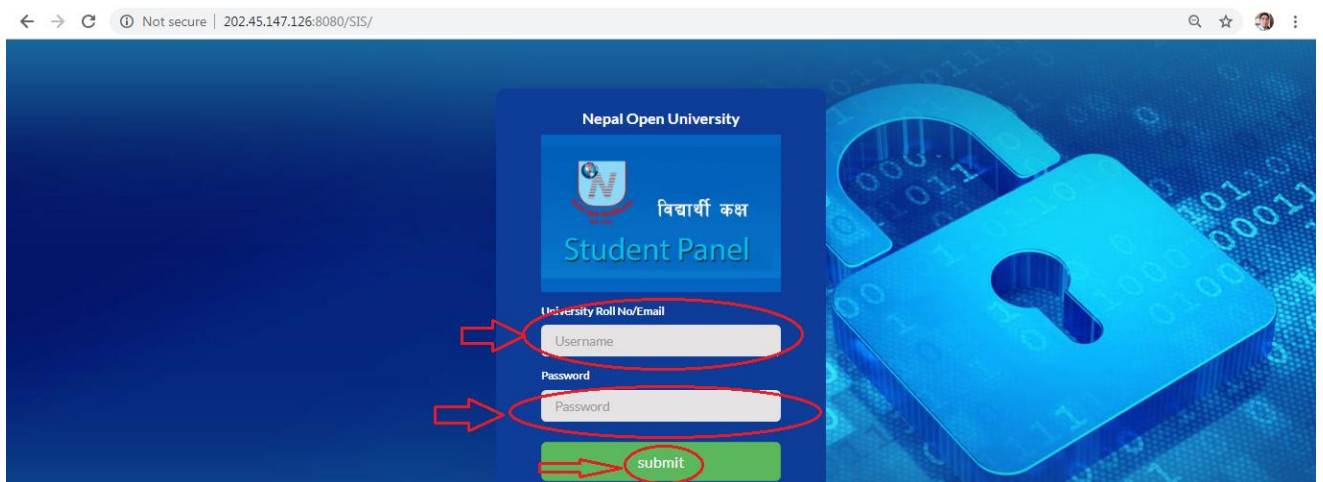 Not secure | 202.45.147.126:8080/SIS/
Nepal Open University
N
विद्यार्थी कक्ष
Student Panel
University Roll No/Email
Username
Password
Password
submit